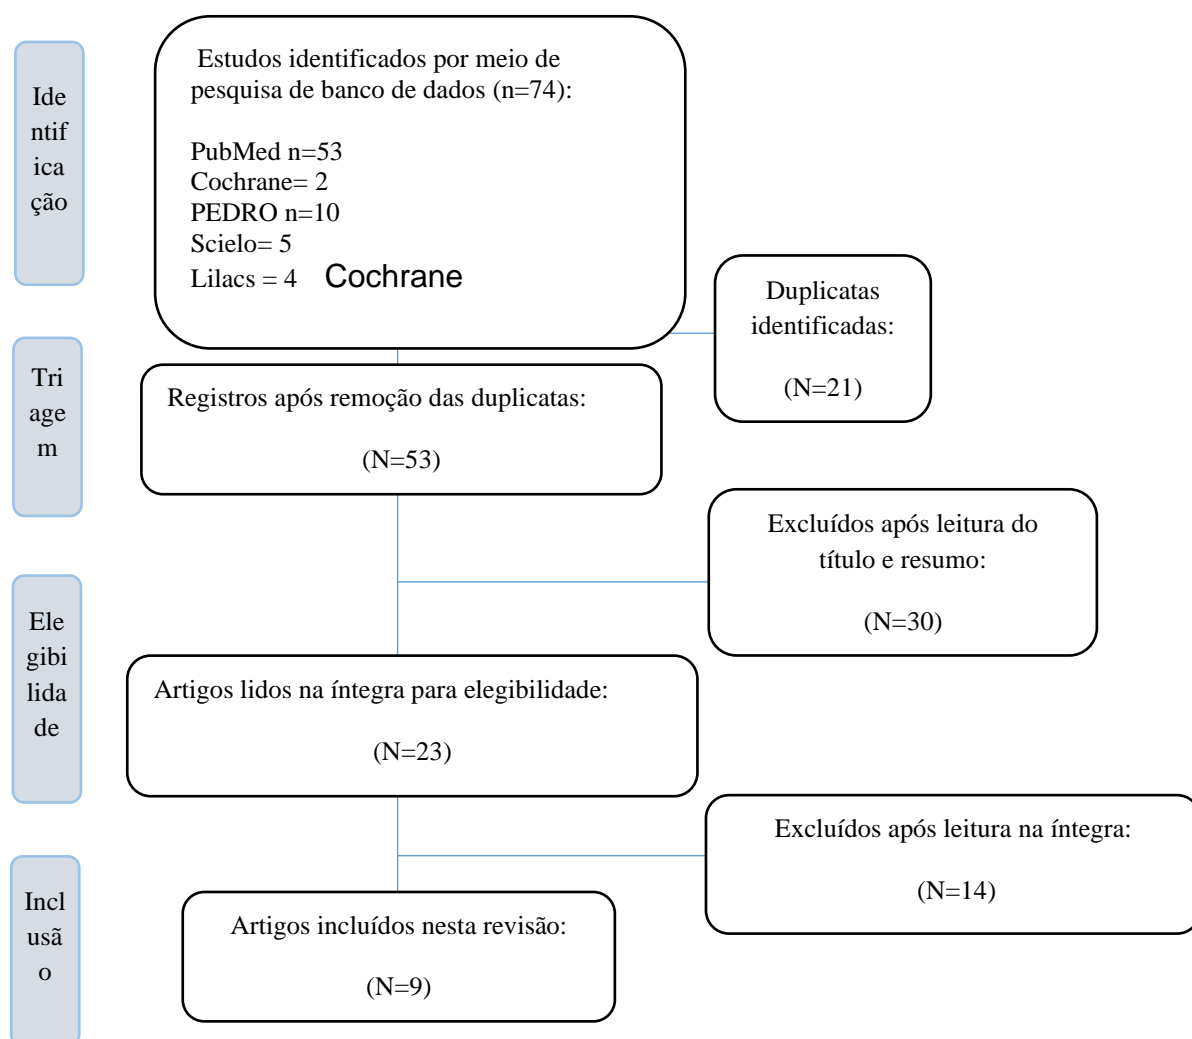 Ide
ntif
ica
ção
Estudos identificados por meio de
pesquisa de banco de dados (n=74):
PubMed n=53
Cochrane= 2
PEDRO n=10
Scielo= 5
Lilacs = 4 Cochrane
Duplicatas
identificadas:
(N=21)
Tri
age
m
Registros após remoção das duplicatas:
(N=53)
Excluídos após leitura do
título e resumo:
(N=30)
Ele
gibi
lida
de
Artigos lidos na íntegra para elegibilidade:
(N=23)
Excluídos após leitura na íntegra:
(N=14)
Incl
usã
o
Artigos incluídos nesta revisão:
(N=9)